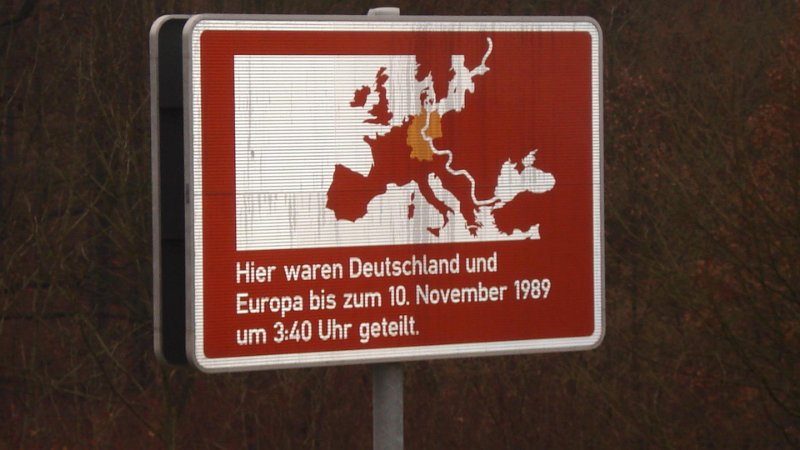 Hier waren Deutschland und
Europa bis zum 10. November 1989
um 3:40 Uhr geteilt.